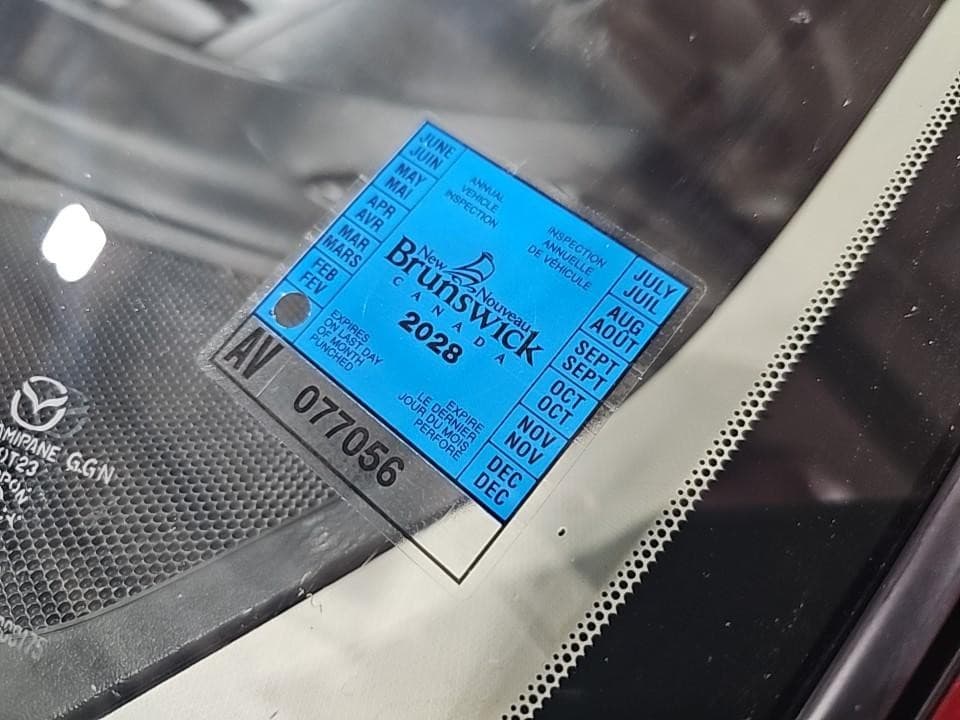 JUNE
JUIN
MAY
MAI
APR
AVR
MAR
MARS
FEB
FEV
ANNUAL
VEHICLE
INSPECTION
INSPECTION
ANNUELLE
DE VÉHICULE
New Nouveau
Brunswick
CANADA
2028
EXPIRES
ON LAST DAY
OF MONTH
PUNCHED
EXPIRE
LE DERNIER
JOUR DU MOIS
PERFORÉ
JULY
JUIL
AUG
AOUT
SEPT
SEPT
OCT
OCT
NOV
NOV
DEC
DEC
AV
077056
GGN